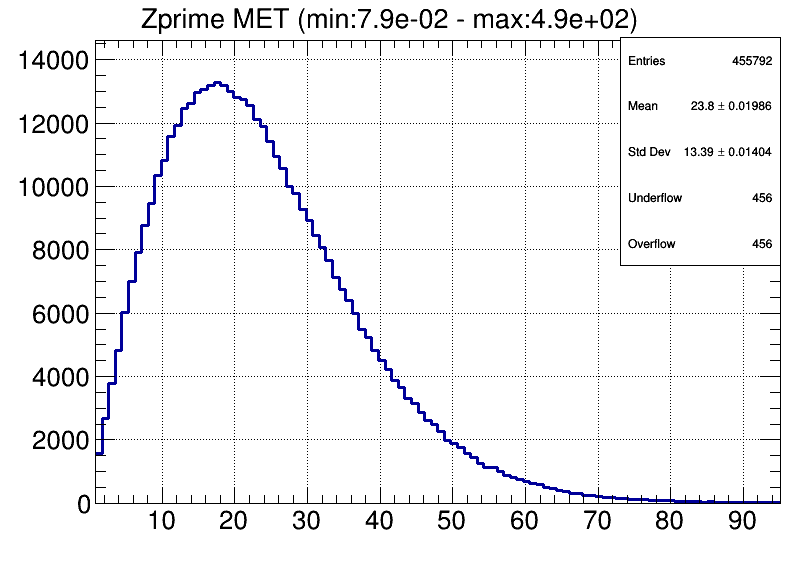 Zprime MET (min:7.9e-02 - max:4.9e+02)
Entries 455792
Mean 23.8 ± 0.01986
Std Dev 13.39 ± 0.01404
Underflow 456
Overflow 456
14000
12000
10000
8000
6000
4000
2000
0
10 20 30 40 50 60 70 80 90